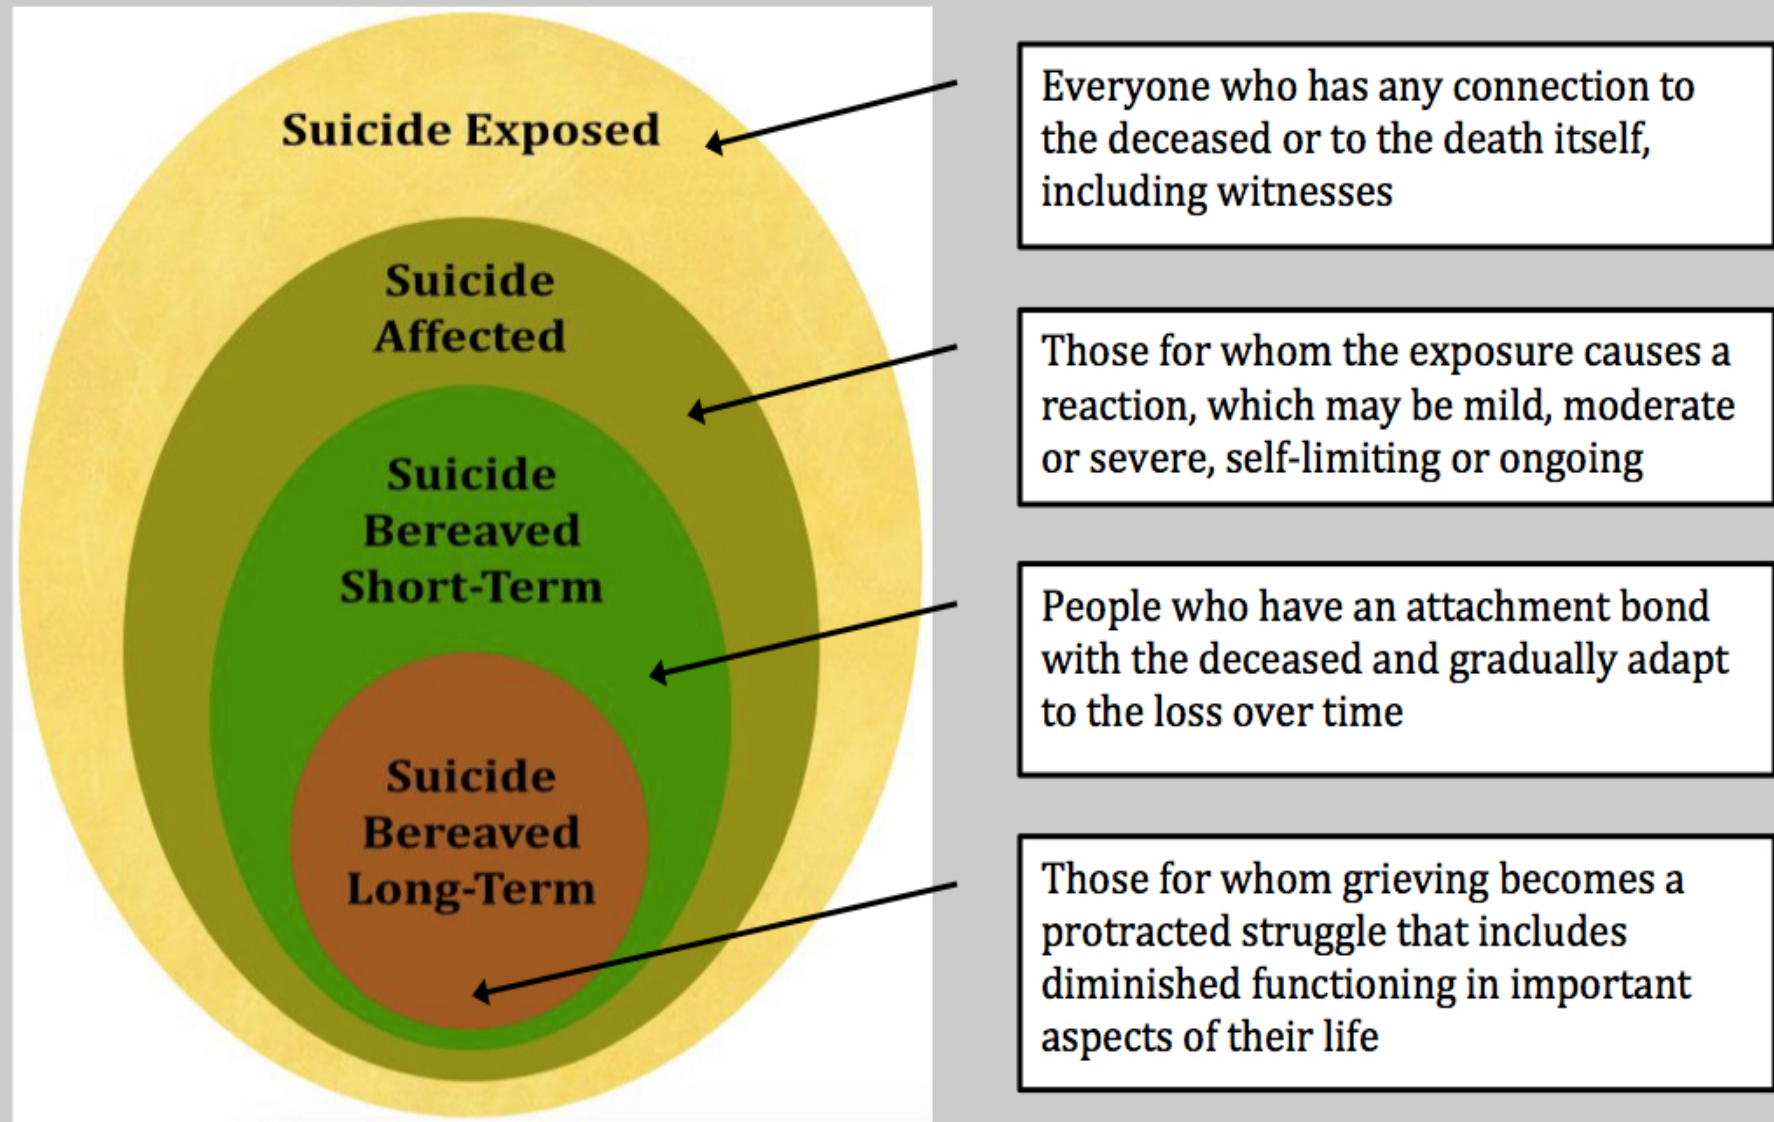 Suicide Exposed
Everyone who has any connection to
the deceased or to the death itself,
including witnesses
Suicide
Affected
Those for whom the exposure causes a
reaction, which may be mild, moderate
or severe, self-limiting or ongoing
Suicide
Bereaved
Short-Term
People who have an attachment bond
with the deceased and gradually adapt
to the loss over time
Suicide
Bereaved
Long-Term
Those for whom grieving becomes a
protracted struggle that includes
diminished functioning in important
aspects of their life